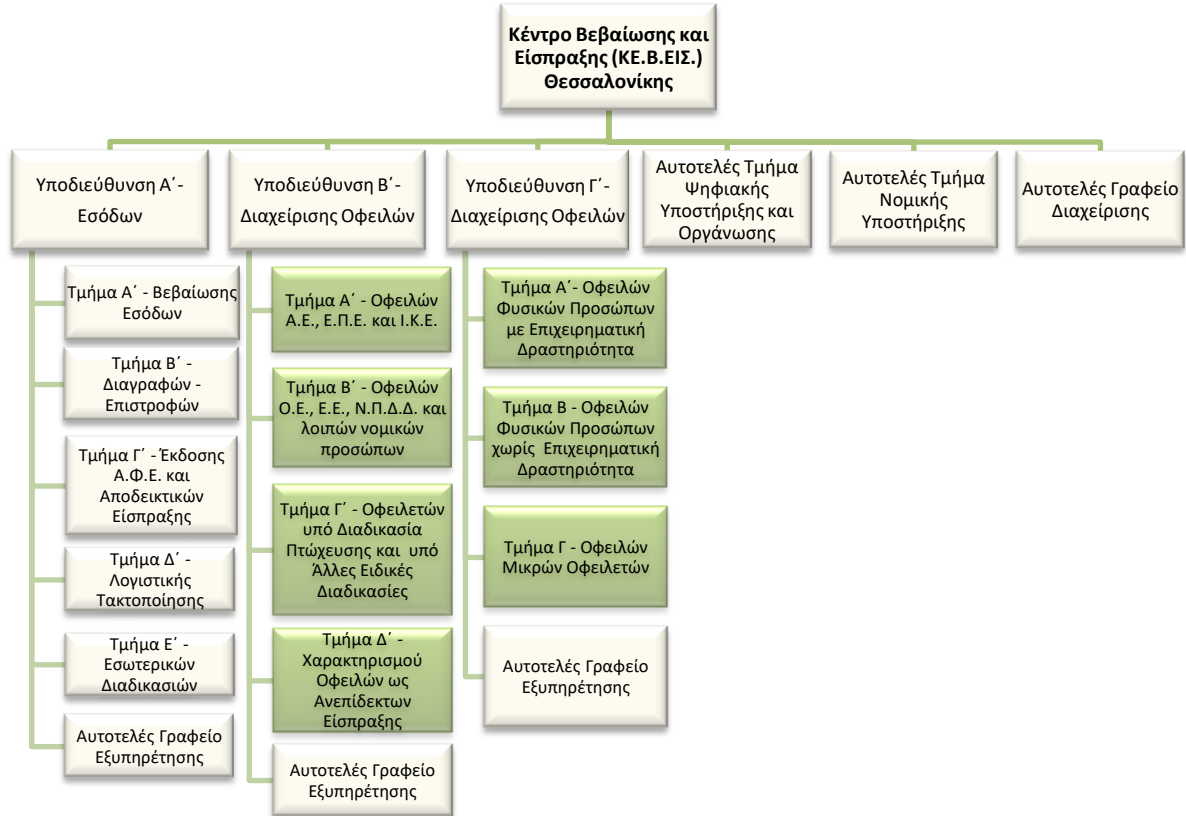 Κέντρο Βεβαίωσης και
Είσπραξης (ΚΕ.Β.ΕΙΣ.)
Θεσσαλονίκης
Υποδιεύθυνση Α΄-
Εσόδων
Τμήμα Α΄ - Βεβαίωσης
Εσόδων
Τμήμα Β΄ -
Διαγραφών -
Επιστροφών
Τμήμα Γ΄ - Έκδοσης
Α.Φ.Ε. και
Αποδεικτικών
Είσπραξης
Τμήμα Δ΄ -
Λογιστικής
Τακτοποίησης
Τμήμα Ε΄ -
Εσωτερικών
Διαδικασιών
Αυτοτελές Γραφείο
Εξυπηρέτησης
Υποδιεύθυνση Β΄-
Διαχείρισης Οφειλών
Τμήμα Α΄ - Οφειλών
Α.Ε., Ε.Π.Ε. και Ι.Κ.Ε.
Τμήμα Β΄ - Οφειλών
Ο.Ε., Ε.Ε., Ν.Π.Δ.Δ. και
λοιπών νομικών
προσώπων
Τμήμα Γ΄ - Οφειλετών
υπό Διαδικασία
Πτώχευσης και υπό
Άλλες Ειδικές
Διαδικασίες
Τμήμα Δ΄ -
Χαρακτηρισμού
Οφειλών ως
Ανεπίδεκτων
Είσπραξης
Αυτοτελές Γραφείο
Εξυπηρέτησης
Υποδιεύθυνση Γ΄-
Διαχείρισης Οφειλών
Τμήμα Α΄- Οφειλών
Φυσικών Προσώπων
με Επιχειρηματική
Δραστηριότητα
Τμήμα Β - Οφειλών
Φυσικών Προσώπων
χωρίς Επιχειρηματική
Δραστηριότητα
Τμήμα Γ - Οφειλών
Μικρών Οφειλετών
Αυτοτελές Γραφείο
Εξυπηρέτησης
Αυτοτελές Τμήμα
Ψηφιακής
Υποστήριξης και
Οργάνωσης
Αυτοτελές Τμήμα
Νομικής
Υποστήριξης
Αυτοτελές Γραφείο
Διαχείρισης